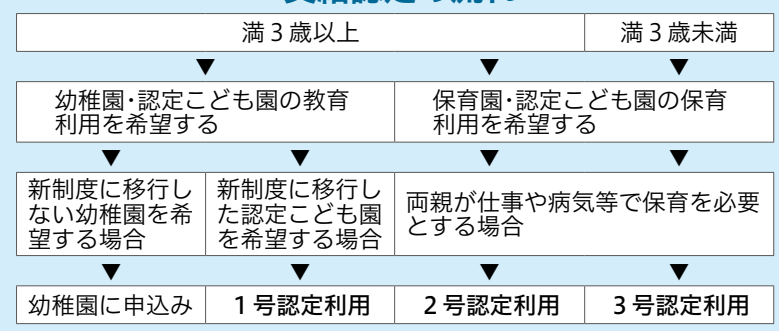 満3歳以上
満3歳未満
▼ ▼ ▼
幼稚園・認定こども園の教育
利用を希望する
保育園・認定こども園の保育
利用を希望する
▼ ▼ ▼ ▼
新制度に移行し
ない幼稚園を希
望する場合
新制度に移行し
た認定こども園
を希望する場合
両親が仕事や病気等で保育を必要
とする場合
▼ ▼ ▼ ▼
幼稚園に申込み
1号認定利用
2号認定利用
3号認定利用